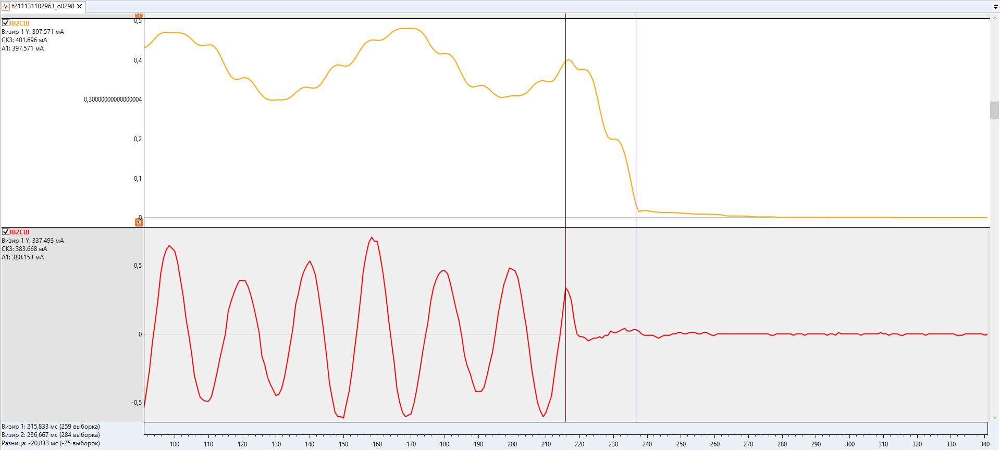 t211131102963_o0298
IB2СШ
Визир 1 Y: 397.571 мА
СКЗ: 401.696 мА
A1: 397.571 мА
0,5
0,4
0,30000000000000004
0,2
0,1
0
A1
IB2СШ
Визир 1 Y: 337.493 мА
СКЗ: 383.668 мА
A1: 380.153 мА
0,5
0
-0,5
Визир 1: 215,833 мс (259 выборка)
Визир 2: 236,667 мс (284 выборка)
Разница: -20,833 мс (-25 выборок)
100 110 120 130 140 150 160 170 180 190 200 210 220 230 240 250 260 270 280 290 300 310 320 330 340